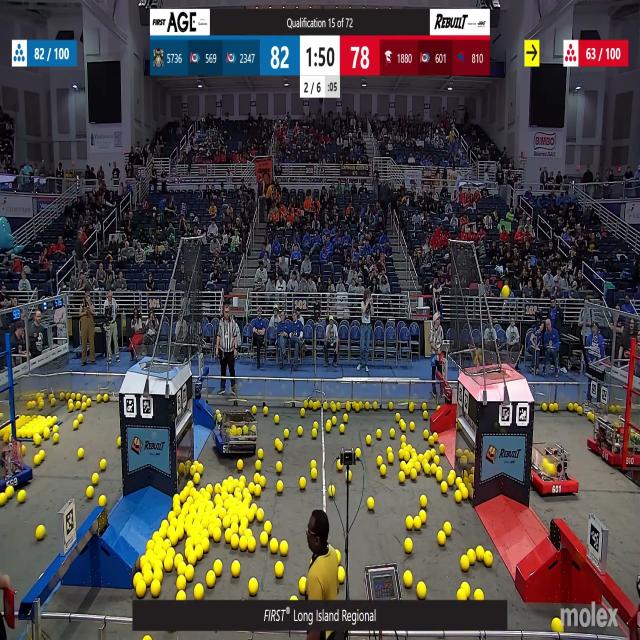 FIRST AGE
Qualification 15 of 72
REBUILT
82 / 100
5736 569 2347 82
1:50
78 1880 601 810
63 / 100
2 / 6 :05
BIMBO
REBUILT
REBUILT
601
FIRST® Long Island Regional
molex